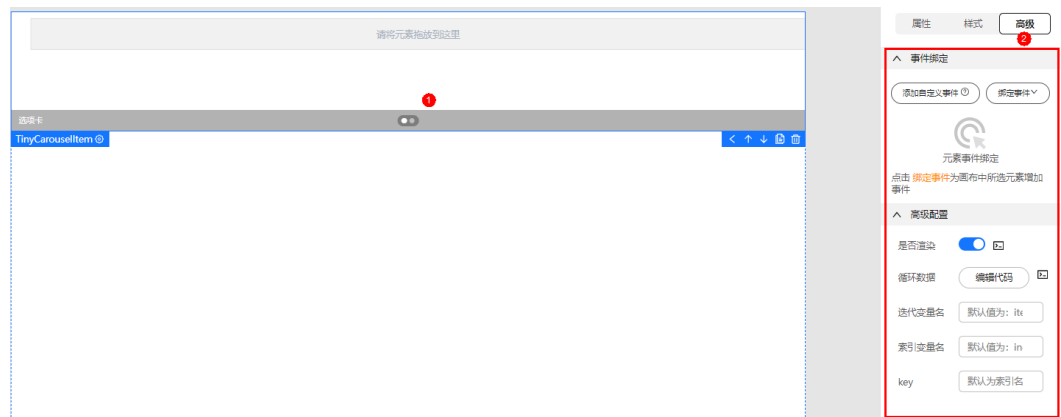 请将元素拖放到这里
1
选项卡
TinyCarouselItem
属性 样式 高级
2
事件绑定
添加自定义事件 绑定事件
元素事件绑定
点击 绑定事件为画布中所选元素增加
事件
高级配置
是否渲染
循环数据 编辑代码
迭代变量名 默认值为：ite
索引变量名 默认值为：in
key 默认为索引名